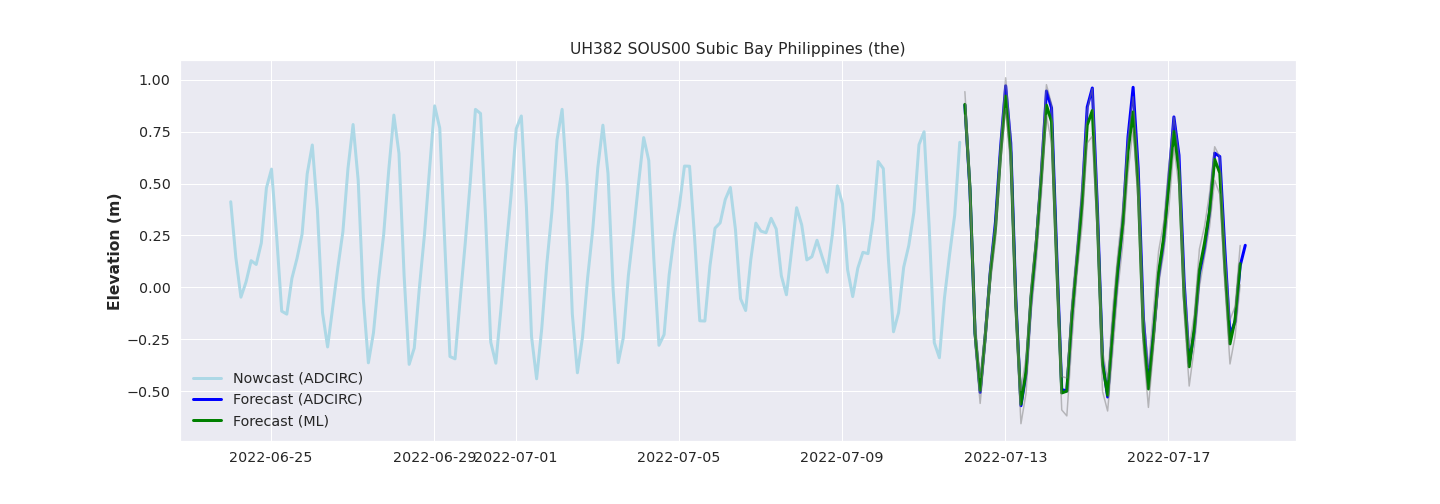 UH382 SOUS00 Subic Bay Philippines (the)
Elevation (m)
1.00
0.75
0.50
0.25
0.00
−0.25
−0.50
Nowcast (ADCIRC)
Forecast (ADCIRC)
Forecast (ML)
2022-06-25 2022-06-29 2022-07-01 2022-07-05 2022-07-09 2022-07-13 2022-07-17